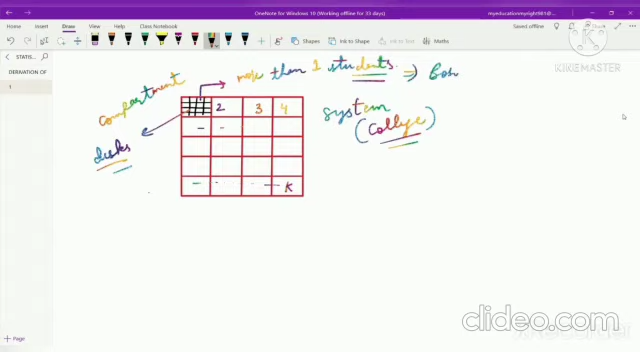 OneNote for Windows 10 (Working offline for 33 days)
myeducationmyright981@
Home Insert Draw View Help Class Notebook
Saved offline
Shapes Ink to Shape Ink to Text Maths
STATIS
DERIVATION OF
1
KINEMASTER
more than 1 students. ⇒ Bos
compartment
2 3 4
system
(College)
desks
- -
- - - - K
+ Page
clideo.com